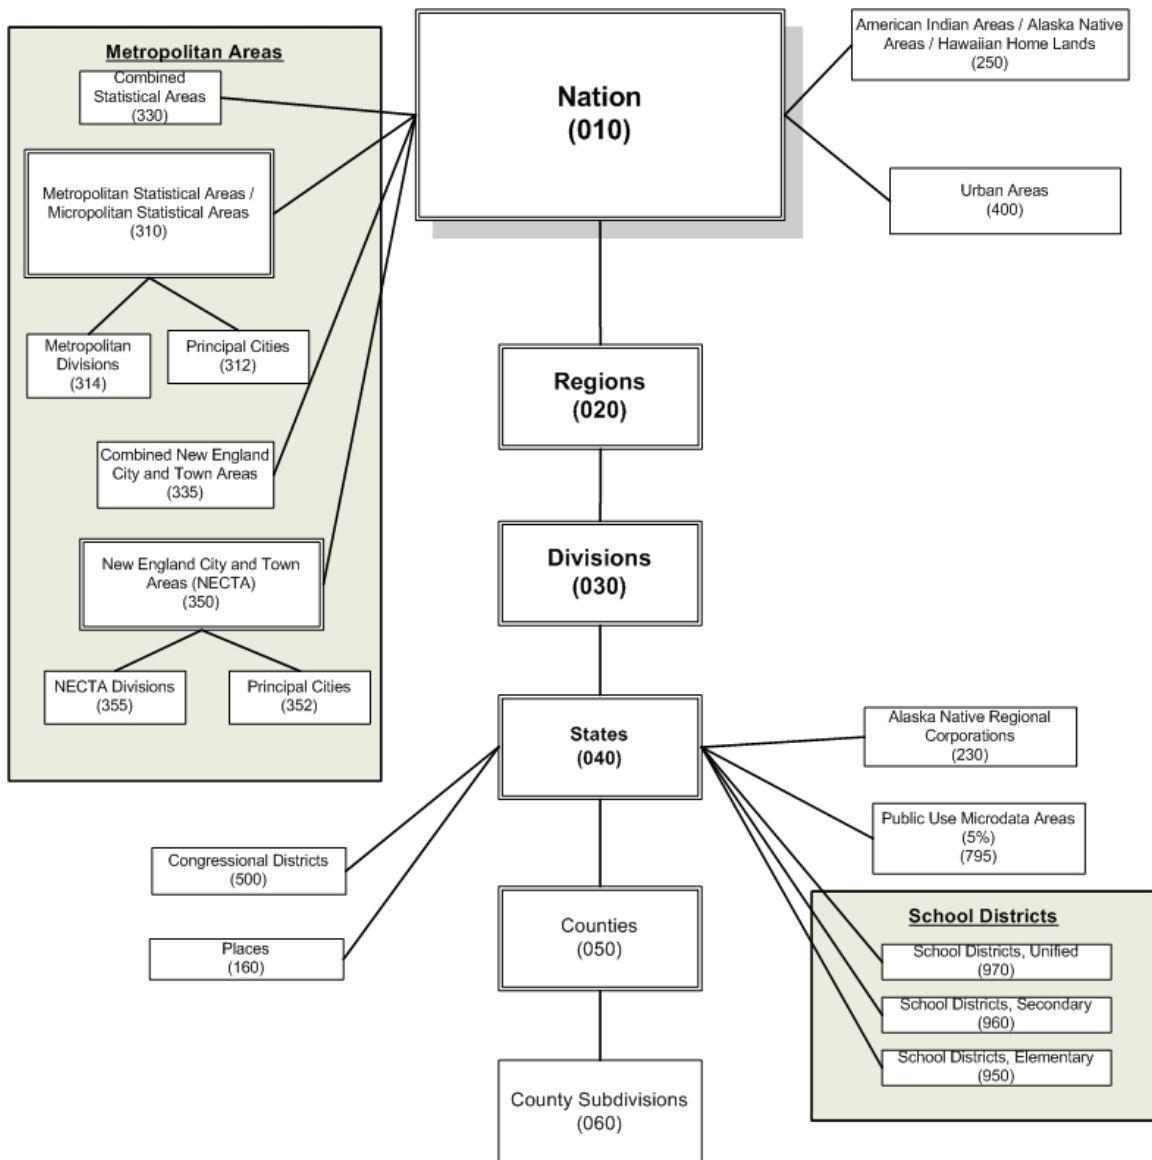 Metropolitan Areas
Combined
Statistical Areas
(330)
Metropolitan Statistical Areas /
Micropolitan Statistical Areas
(310)
Metropolitan
Divisions
(314)
Principal Cities
(312)
Combined New England
City and Town Areas
(335)
New England City and Town
Areas (NECTA)
(350)
NECTA Divisions
(355)
Principal Cities
(352)
Nation
(010)
American Indian Areas / Alaska Native
Areas / Hawaiian Home Lands
(250)
Urban Areas
(400)
Regions
(020)
Divisions
(030)
States
(040)
Congressional Districts
(500)
Places
(160)
Alaska Native Regional
Corporations
(230)
Public Use Microdata Areas
(5%)
(795)
School Districts
School Districts, Unified
(970)
School Districts, Secondary
(960)
School Districts, Elementary
(950)
Counties
(050)
County Subdivisions
(060)